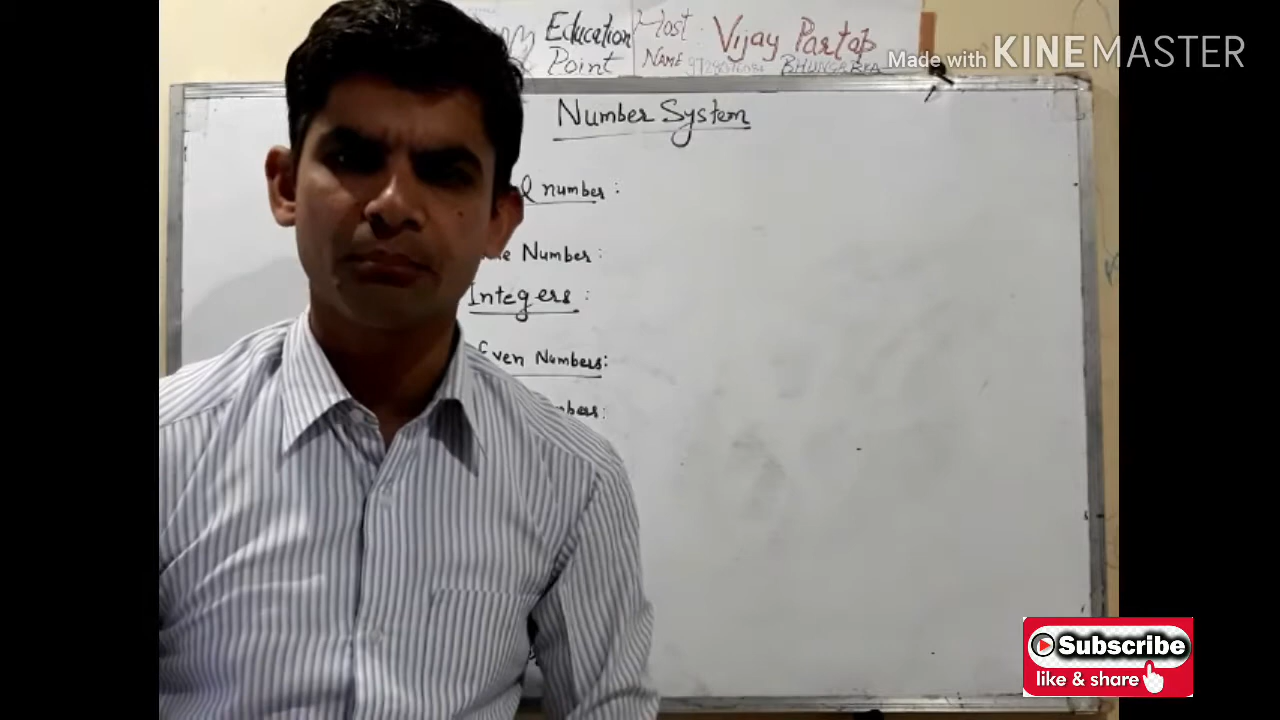 Education Host Vijay Partap
Point NAME
Made with KINEMASTER
Number System
number :
Number :
Integers :
Even Numbers:
Subscribe
like & share